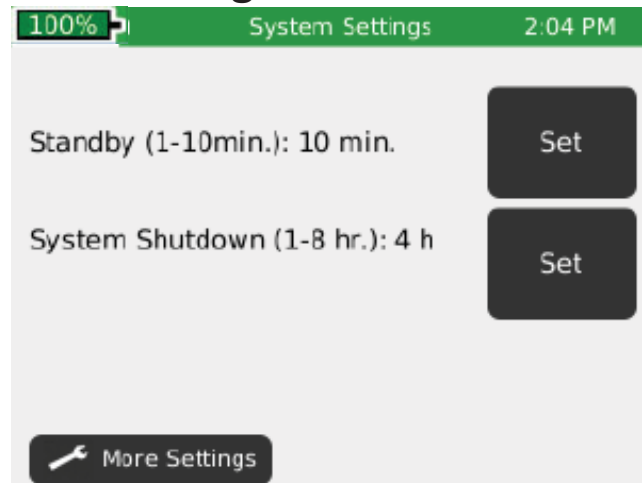 100% System Settings 2:04 PM
Standby (1-10min.): 10 min.
Set
System Shutdown (1-8 hr.): 4 h
Set
More Settings